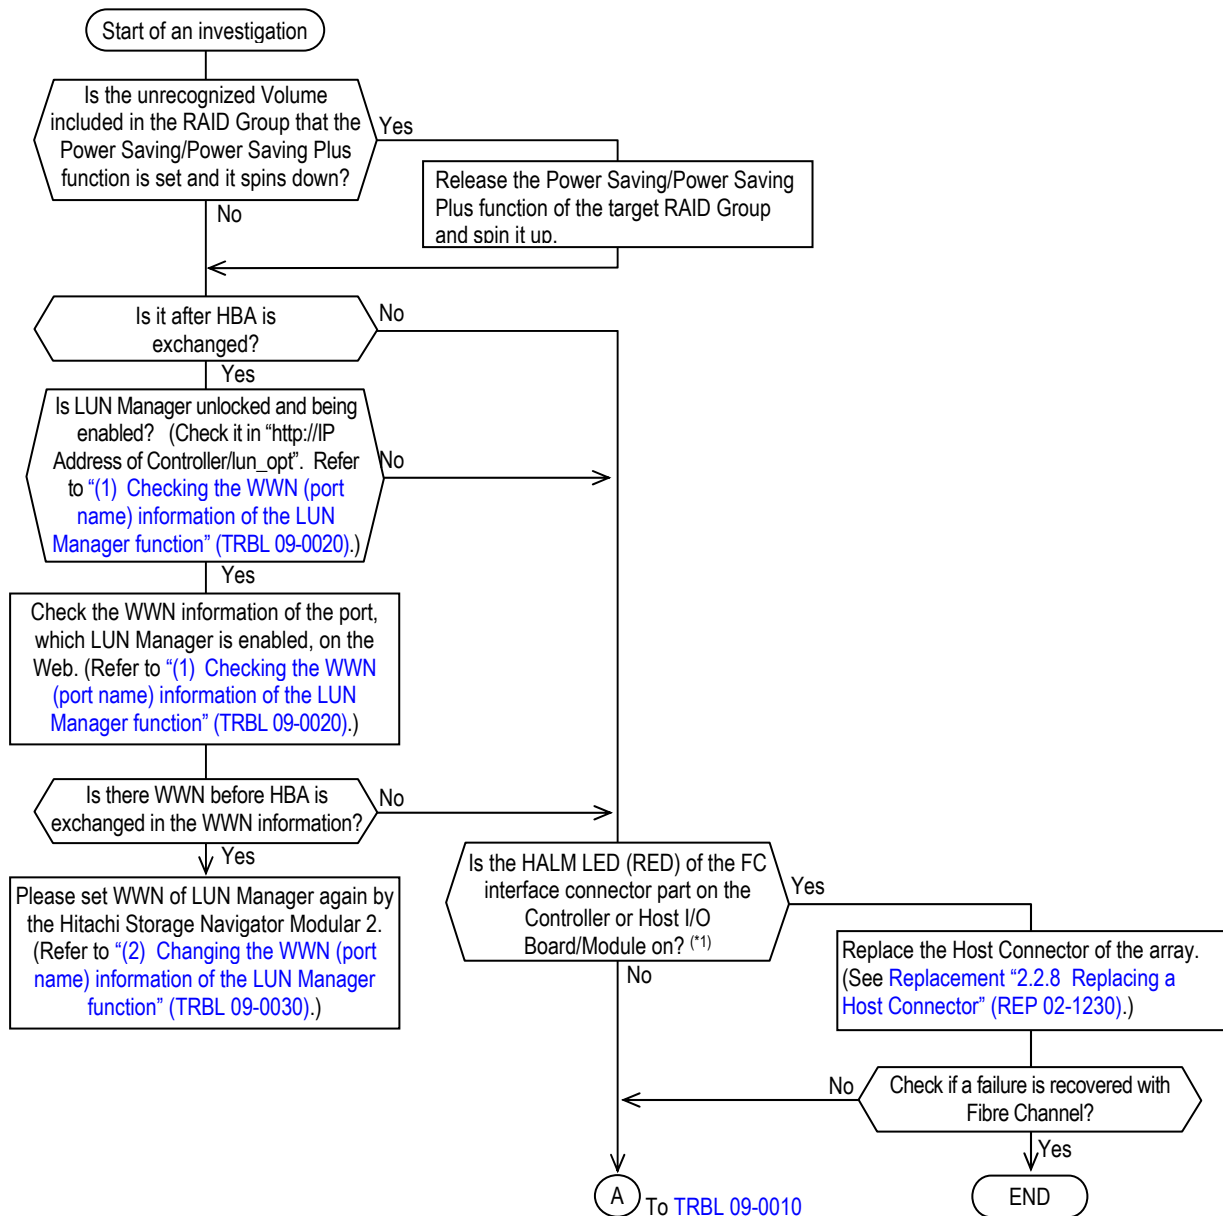 Start of an investigation
Is the unrecognized Volume
included in the RAID Group that the
Power Saving/Power Saving Plus
function is set and it spins down?
Yes
Release the Power Saving/Power Saving
Plus function of the target RAID Group
and spin it up.
No
Is it after HBA is
exchanged?
No
Yes
Is LUN Manager unlocked and being
enabled? (Check it in “http://IP
Address of Controller/lun_opt”. Refer
to “(1) Checking the WWN (port
name) information of the LUN
Manager function” (TRBL 09-0020).)
No
Yes
Check the WWN information of the port,
which LUN Manager is enabled, on the
Web. (Refer to “(1) Checking the WWN
(port name) information of the LUN
Manager function” (TRBL 09-0020).)
Is there WWN before HBA is
exchanged in the WWN information?
No
Yes
Please set WWN of LUN Manager again by
the Hitachi Storage Navigator Modular 2.
(Refer to “(2) Changing the WWN (port
name) information of the LUN Manager
function” (TRBL 09-0030).)
Is the HALM LED (RED) of the FC
interface connector part on the
Controller or Host I/O
Board/Module on? (*1)
Yes
No
Replace the Host Connector of the array.
(See Replacement “2.2.8 Replacing a
Host Connector” (REP 02-1230).)
Check if a failure is recovered with
Fibre Channel?
No
Yes
A
To TRBL 09-0010
END